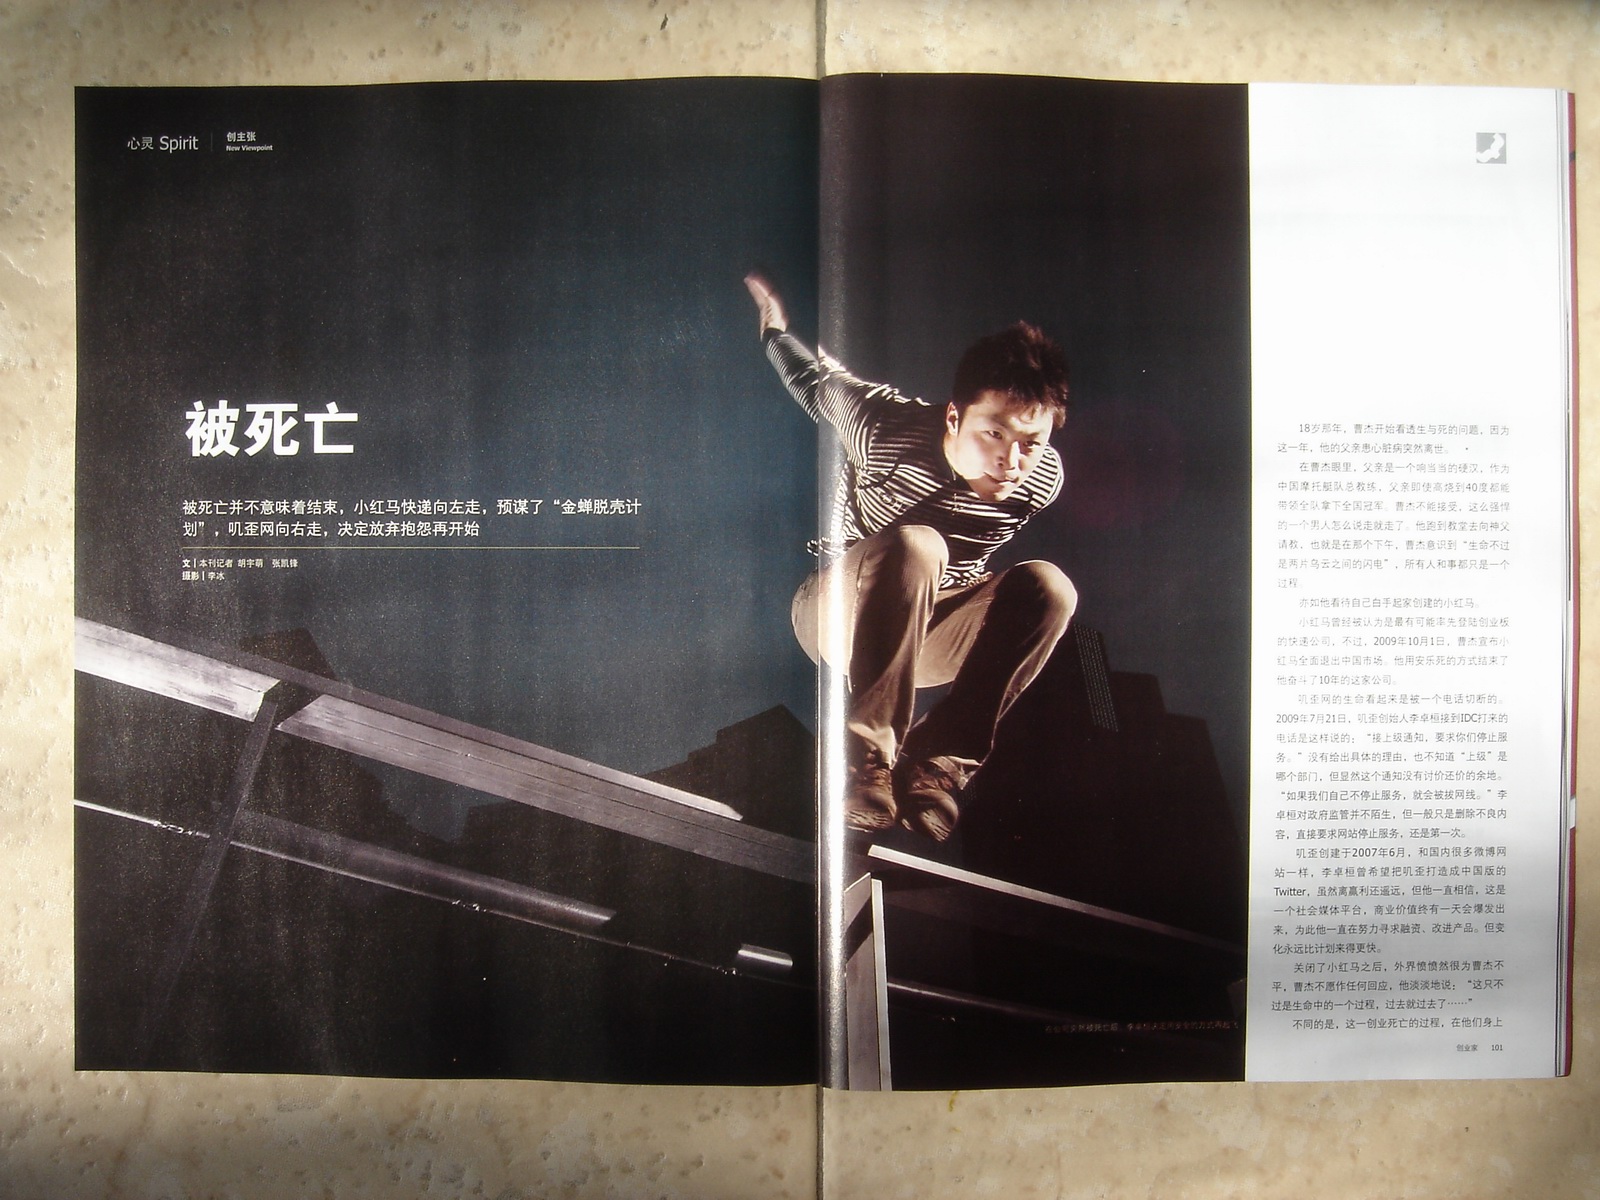 心灵 Spirit
创主张
New Viewpoint
被死亡
被死亡并不意味着结束，小红马快递向左走，预谋了“金蝉脱壳计
划”，叽歪网向右走，决定放弃抱怨再开始
文 | 本刊记者 胡宇萌 张凯锋
摄影 | 李冰
18岁那年，曹杰开始看透生与死的问题，因为
这一年，他的父亲患心脏病突然离世。
在曹杰眼里，父亲是一个响当当的硬汉，作为
中国摩托艇队总教练，父亲即使高烧到40度都能
带领全队拿下全国冠军。曹杰不能接受，这么强悍
的一个男人怎么说走就走了。他跑到教堂去向神父
请教，也就是在那个下午，曹杰意识到“生命不过
是两片乌云之间的闪电”，所有人和事都只是一个
过程。
亦如他看待自己白手起家创建的小红马。
小红马曾经被认为是最有可能率先登陆创业板
的快递公司，不过，2009年10月1日，曹杰宣布小
红马全面退出中国市场。他用安乐死的方式结束了
他奋斗了10年的这家公司。
叽歪网的生命看起来是被一个电话切断的。
2009年7月21日，叽歪创始人李卓桓接到IDC打来的
电话是这样说的：“接上级通知，要求你们停止服
务。”没有给出具体的理由，也不知道“上级”是
哪个部门，但显然这个通知没有讨价还价的余地。
“如果我们自己不停止服务，就会被拔网线。”李
卓桓对政府监管并不陌生，但一般只是删除不良内
容，直接要求网站停止服务，还是第一次。
叽歪创建于2007年6月，和国内很多微博网
站一样，李卓桓曾希望把叽歪打造成中国版的
Twitter，虽然离赢利还遥远，但他一直相信，这是
一个社会媒体平台，商业价值终有一天会爆发出
来，为此他一直在努力寻求融资、改进产品。但变
化永远比计划来得更快。
关闭了小红马之后，外界愤愤然很为曹杰不
平，曹杰不愿作任何回应，他淡淡地说：“这只不
过是生命中的一个过程，过去就过去了……”
不同的是，这一创业死亡的过程，在他们身上
创业家 101